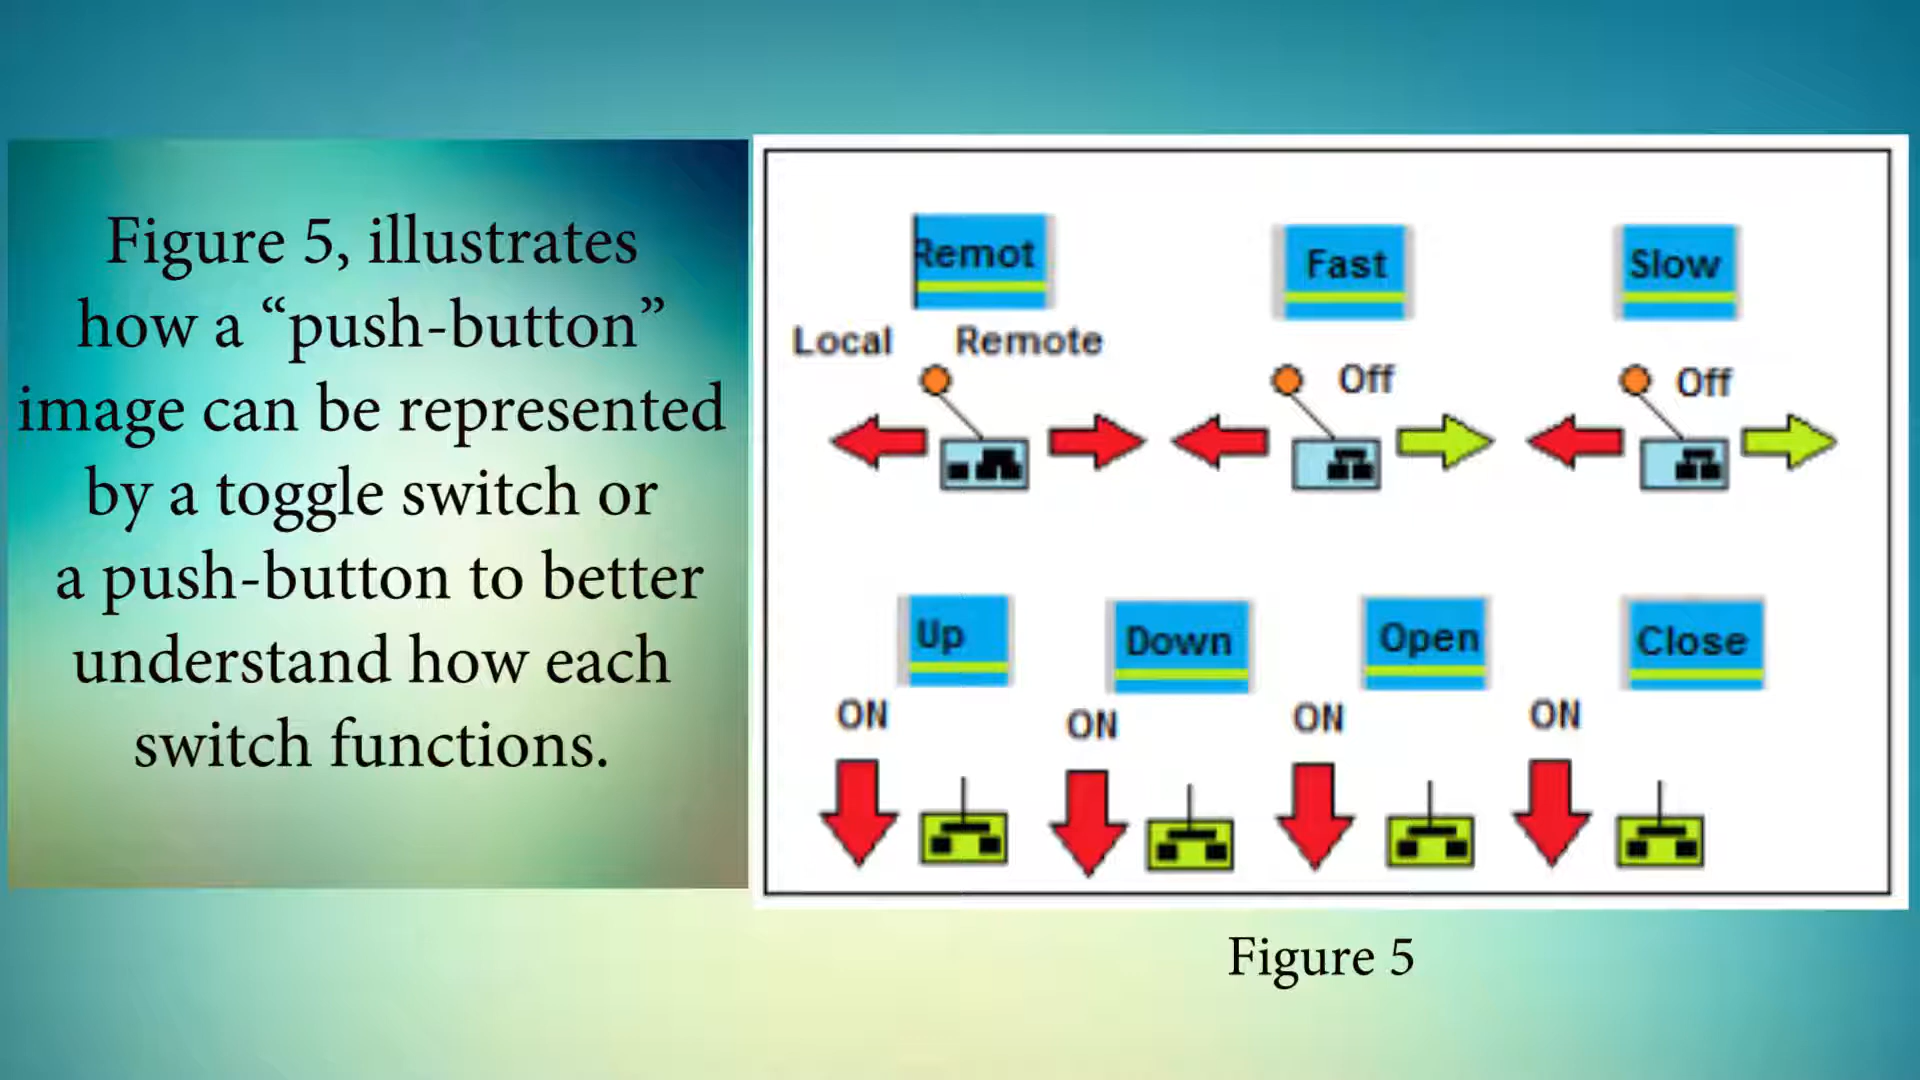 Figure 5, illustrates
how a “push-button”
image can be represented
by a toggle switch or
a push-button to better
understand how each
switch functions.
Remot Fast Slow
Local Remote Off Off
Up Down Open Close
ON ON ON ON
Figure 5